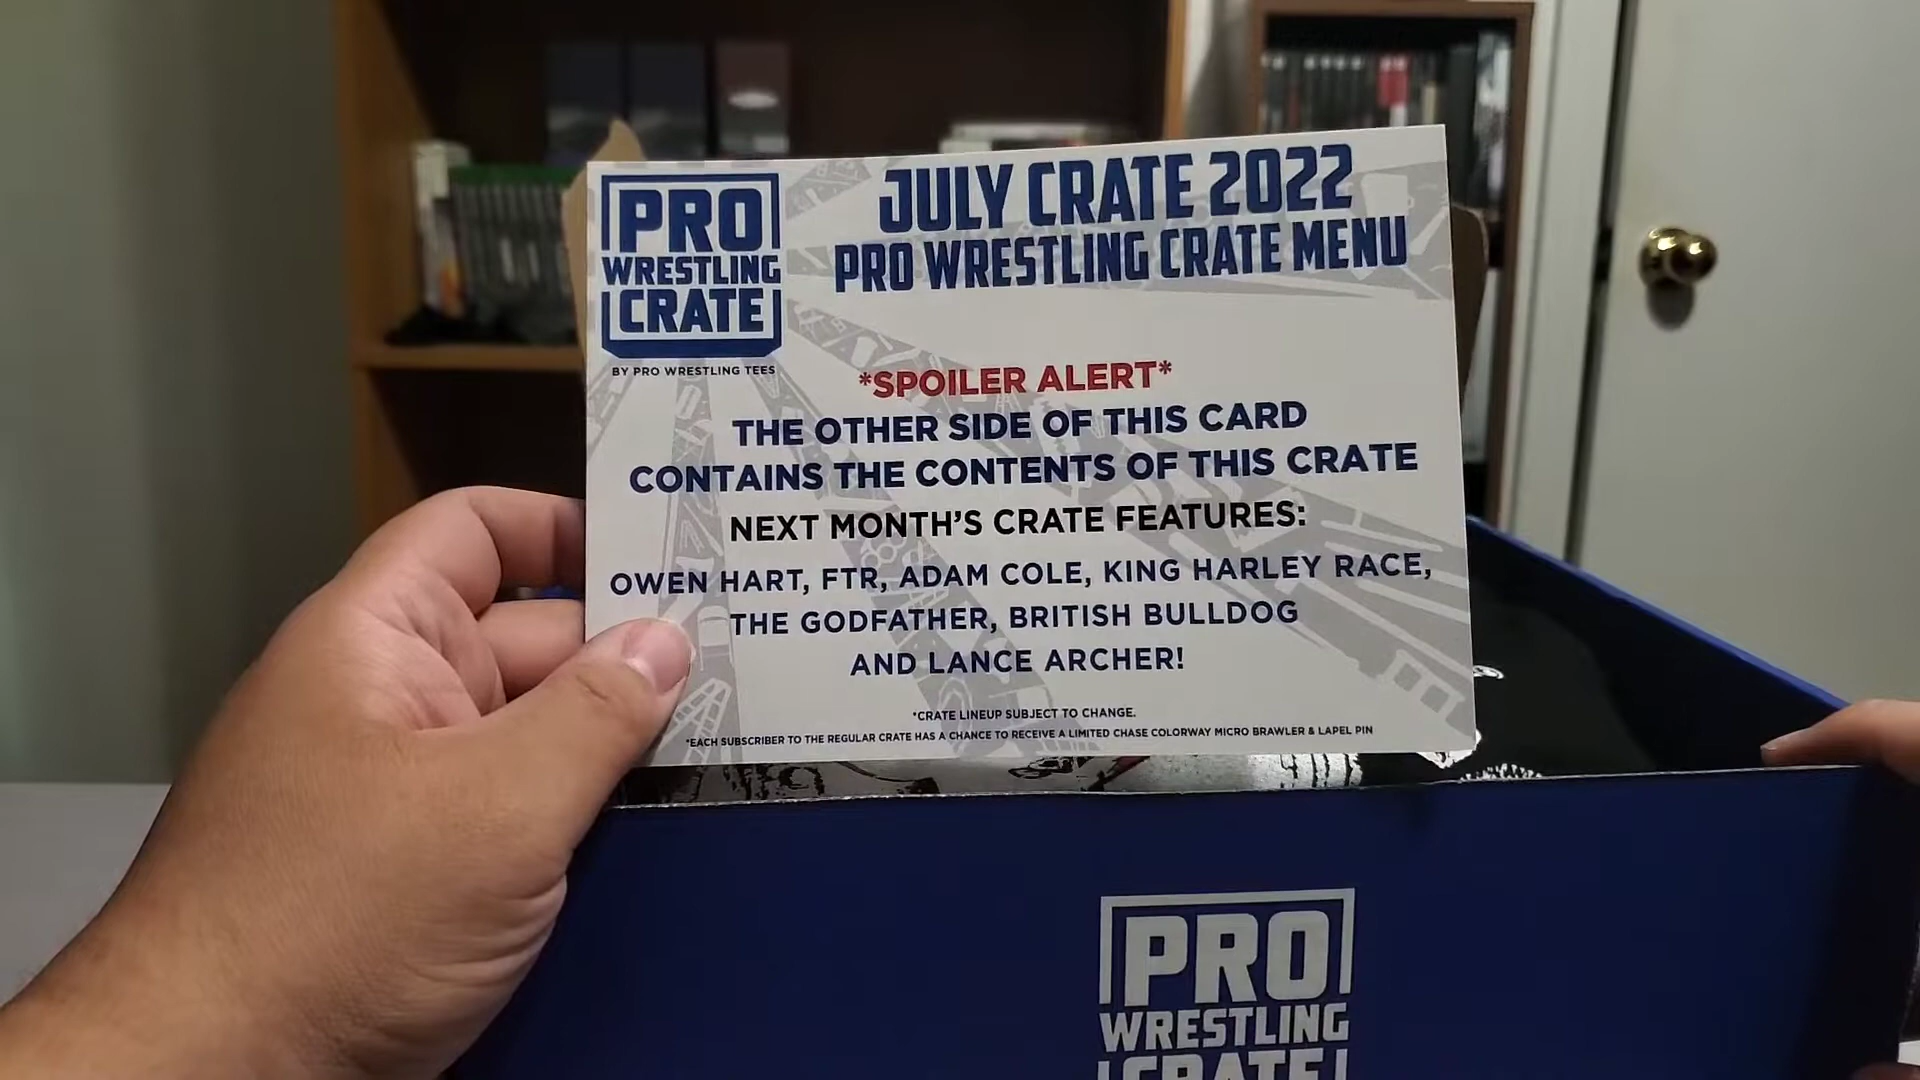 PRO
WRESTLING
CRATE
BY PRO WRESTLING TEES
JULY CRATE 2022
PRO WRESTLING CRATE MENU
*SPOILER ALERT*
THE OTHER SIDE OF THIS CARD
CONTAINS THE CONTENTS OF THIS CRATE
NEXT MONTH'S CRATE FEATURES:
OWEN HART, FTR, ADAM COLE, KING HARLEY RACE,
THE GODFATHER, BRITISH BULLDOG
AND LANCE ARCHER!
*CRATE LINEUP SUBJECT TO CHANGE.
*EACH SUBSCRIBER TO THE REGULAR CRATE HAS A CHANCE TO RECEIVE A LIMITED CHASE COLORWAY MICRO BRAWLER & LAPEL PIN
PRO
WRESTLING
CRATE